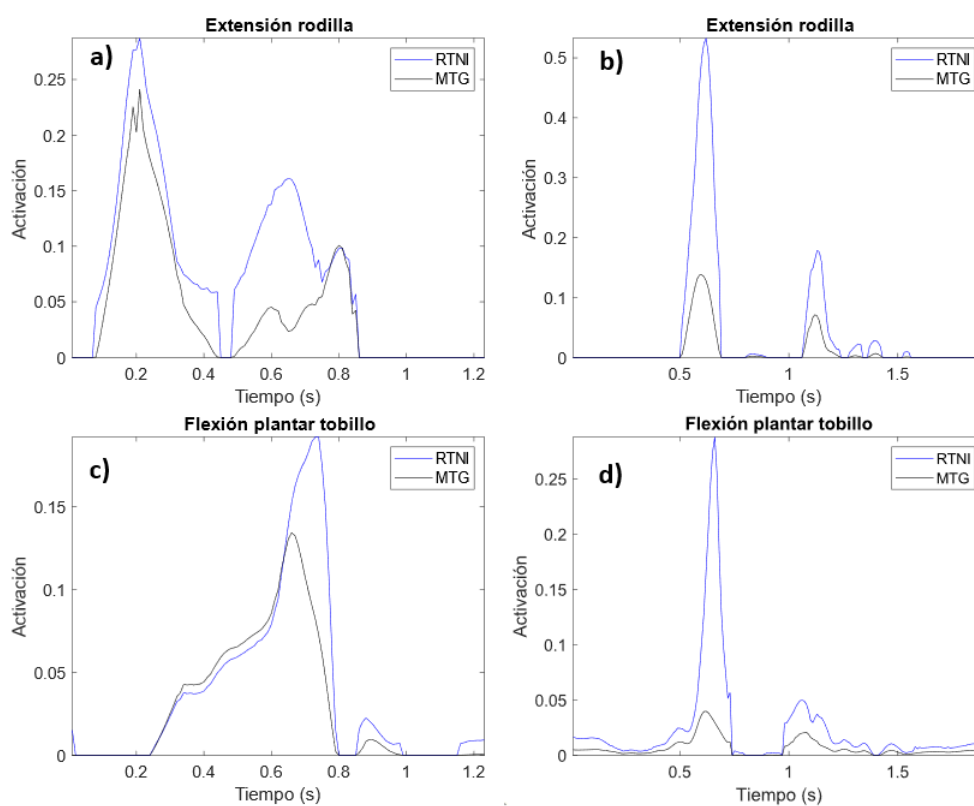 Extensión rodilla
a)
RTNI
MTG
0.25
0.2
0.15
0.1
0.05
0
Activación
0.2 0.4 0.6 0.8 1 1.2
Tiempo (s)
Extensión rodilla
b)
RTNI
MTG
0.5
0.4
0.3
0.2
0.1
0
Activación
0.5 1 1.5
Tiempo (s)
Flexión plantar tobillo
c)
RTNI
MTG
0.15
0.1
0.05
0
Activación
0.2 0.4 0.6 0.8 1 1.2
Tiempo (s)
Flexión plantar tobillo
d)
RTNI
MTG
0.25
0.2
0.15
0.1
0.05
0
Activación
0.5 1 1.5
Tiempo (s)